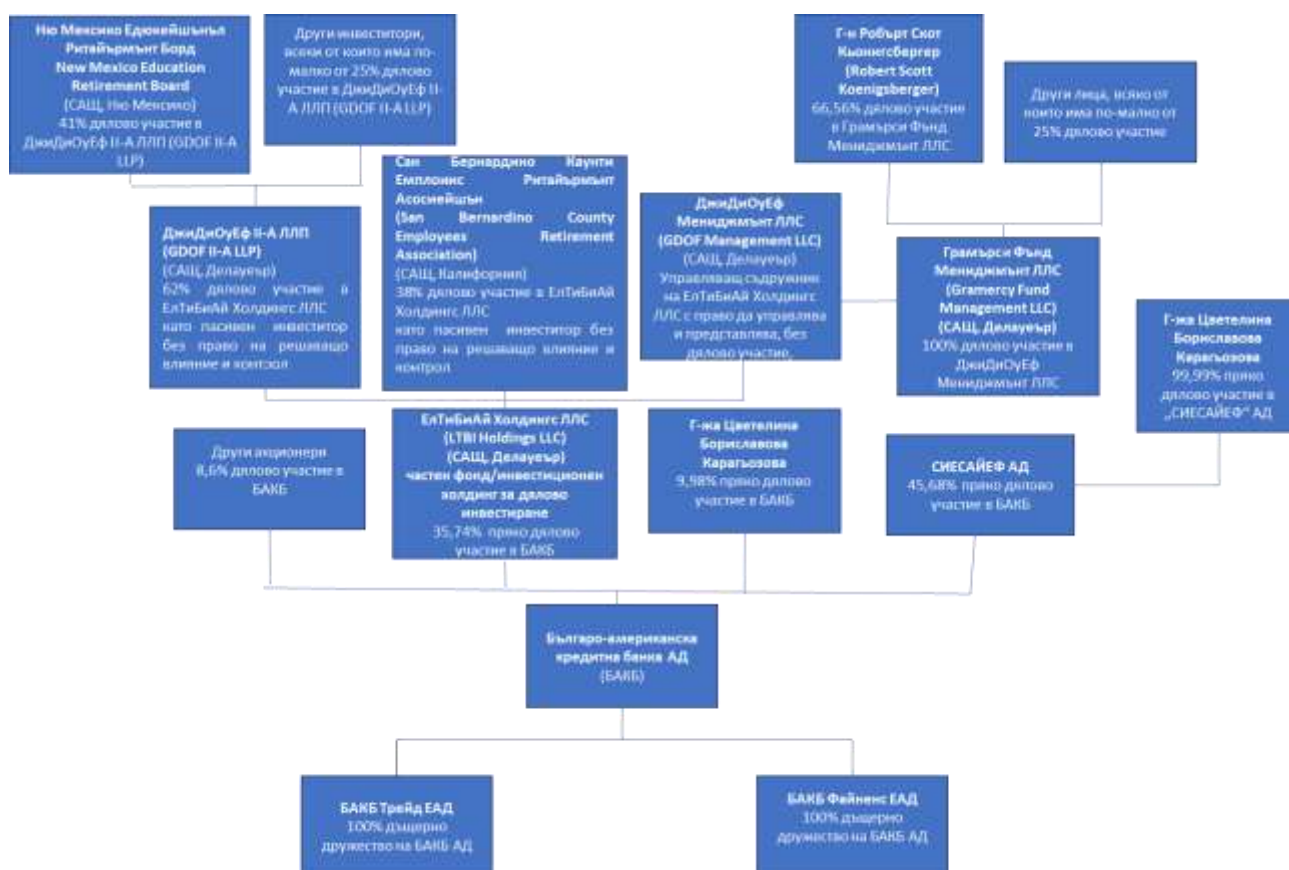 Ню Мексико Едюкейшънъл
Ритайърмънт Борд
New Mexico Education
Retirement Board
(САЩ, Ню Мексико)
41% дялово участие в
ДжиДиОуЕф II-А ЛЛП (GDOF II-A
LLP)
Други инвеститори,
всеки от които има по-
малко от 25% дялово
участие в ДжиДиОуЕф II-
А ЛЛП (GDOF II-A LLP)
Г-н Робърт Скот
Кьонигсбергер
(Robert Scott
Koenigsberger)
66,56% дялово участие
в Грамърси Фънд
Мениджмънт ЛЛС
Други лица, всяко от
които има по-малко от
25% дялово участие
ДжиДиОуЕф II-А ЛЛП
(GDOF II-A LLP)
(САЩ, Делауеър)
62% дялово участие в
ЕлТиБиАй Холдингс ЛЛС
като пасивен инвеститор
без право на решаващо
влияние и контрол
Сан Бернардино Каунти
Емплоиис Ритайърмънт
Асосиейшън
(San Bernardino County
Employees Retirement
Association)
(САЩ, Калифорния)
38% дялово участие в ЕлТиБиАй
Холдингс ЛЛС
като пасивен инвеститор без
право на решаващо влияние и
контрол
ДжиДиОуЕф
Мениджмънт ЛЛС
(GDOF Management LLC)
(САЩ, Делауеър)
Управляващ съдружник
на ЕлТиБиАй Холдингс
ЛЛС с право да управлява
и представлява, без
дялово участие,
Грамърси Фънд
Мениджмънт ЛЛС
(Gramercy Fund
Management LLC)
(САЩ, Делауеър)
100% дялово участие в
ДжиДиОуЕф
Мениджмънт ЛЛС
Г-жа Цветелина
Бориславова
Карагьозова
99,99% пряко
дялово участие в
„СИЕСАЙЕФ" АД
Други акционери
8,6% дялово участие в
БАКБ
ЕлТиБиАй Холдингс ЛЛС
(LTBI Holdings LLC)
(САЩ, Делауеър)
частен фонд/инвестиционен
холдинг за дялово
инвестиране
35,74% пряко дялово
участие в БАКБ
Г-жа Цветелина
Бориславова
Карагьозова
9,98% пряко дялово
участие в БАКБ
СИЕСАЙЕФ АД
45,68% пряко дялово
участие в БАКБ
Българо-американска
кредитна банка АД
(БАКБ)
БАКБ Трейд ЕАД
100% дъщерно
дружество на БАКБ АД
БАКБ Файненс ЕАД
100% дъщерно
дружество на БАКБ АД